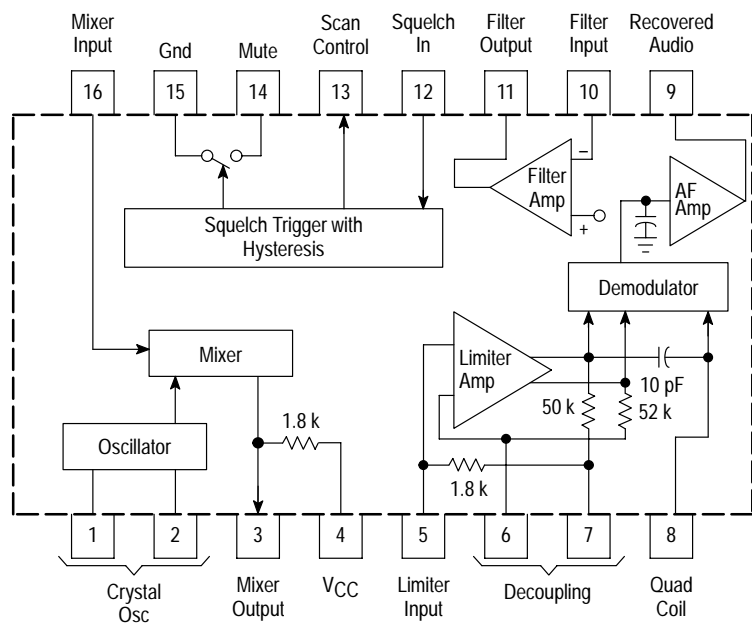 Mixer Input
Gnd
Mute
Scan Control
Squelch In
Filter Output
Filter Input
Recovered Audio
16
15
14
13
12
11
10
9
Squelch Trigger with
Hysteresis
Filter
Amp
–
+
AF
Amp
Demodulator
Mixer
Oscillator
1.8 k
Limiter
Amp
10 pF
50 k
52 k
1.8 k
1
2
3
4
5
6
7
8
Crystal
Osc
Mixer
Output
VCC
Limiter
Input
Decoupling
Quad
Coil